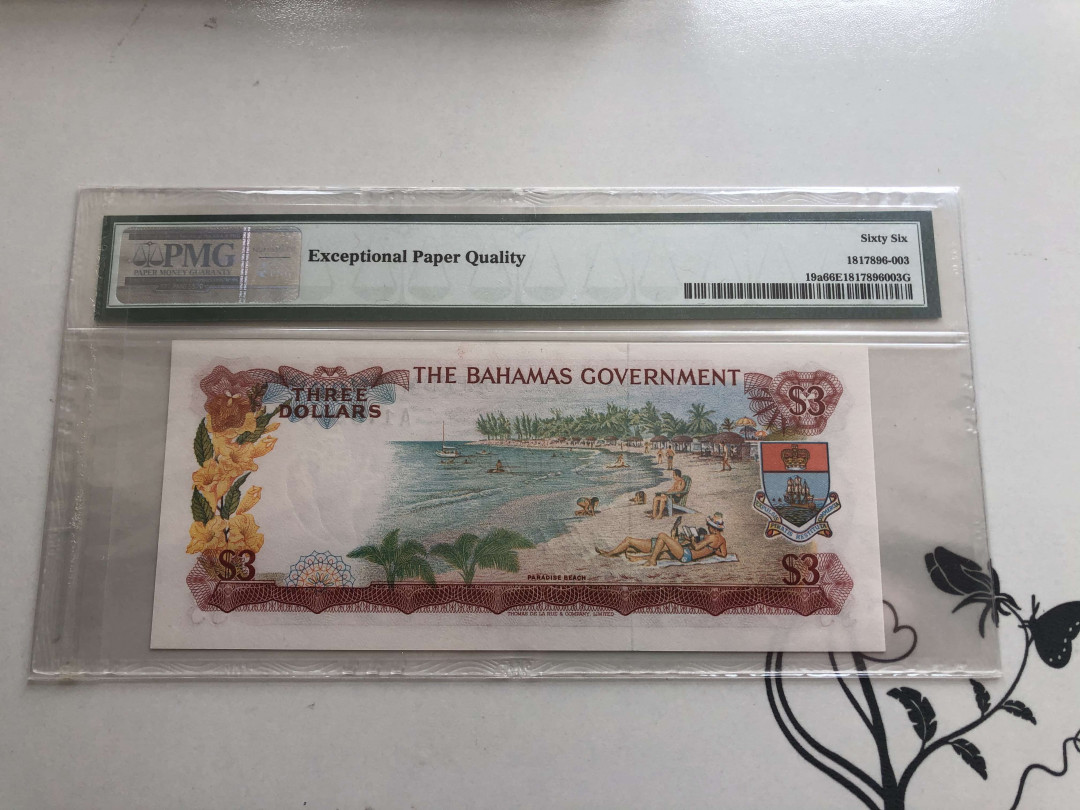 PMG
PAPER MONEY GUARANTY
Exceptional Paper Quality
Sixty Six
1817896-003
19a66E1817896003G
THE BAHAMAS GOVERNMENT
THREE
DOLLARS
$3
$3
$3
PARADISE BEACH
THOMAS DE LA RUE & COMPANY, LIMITED